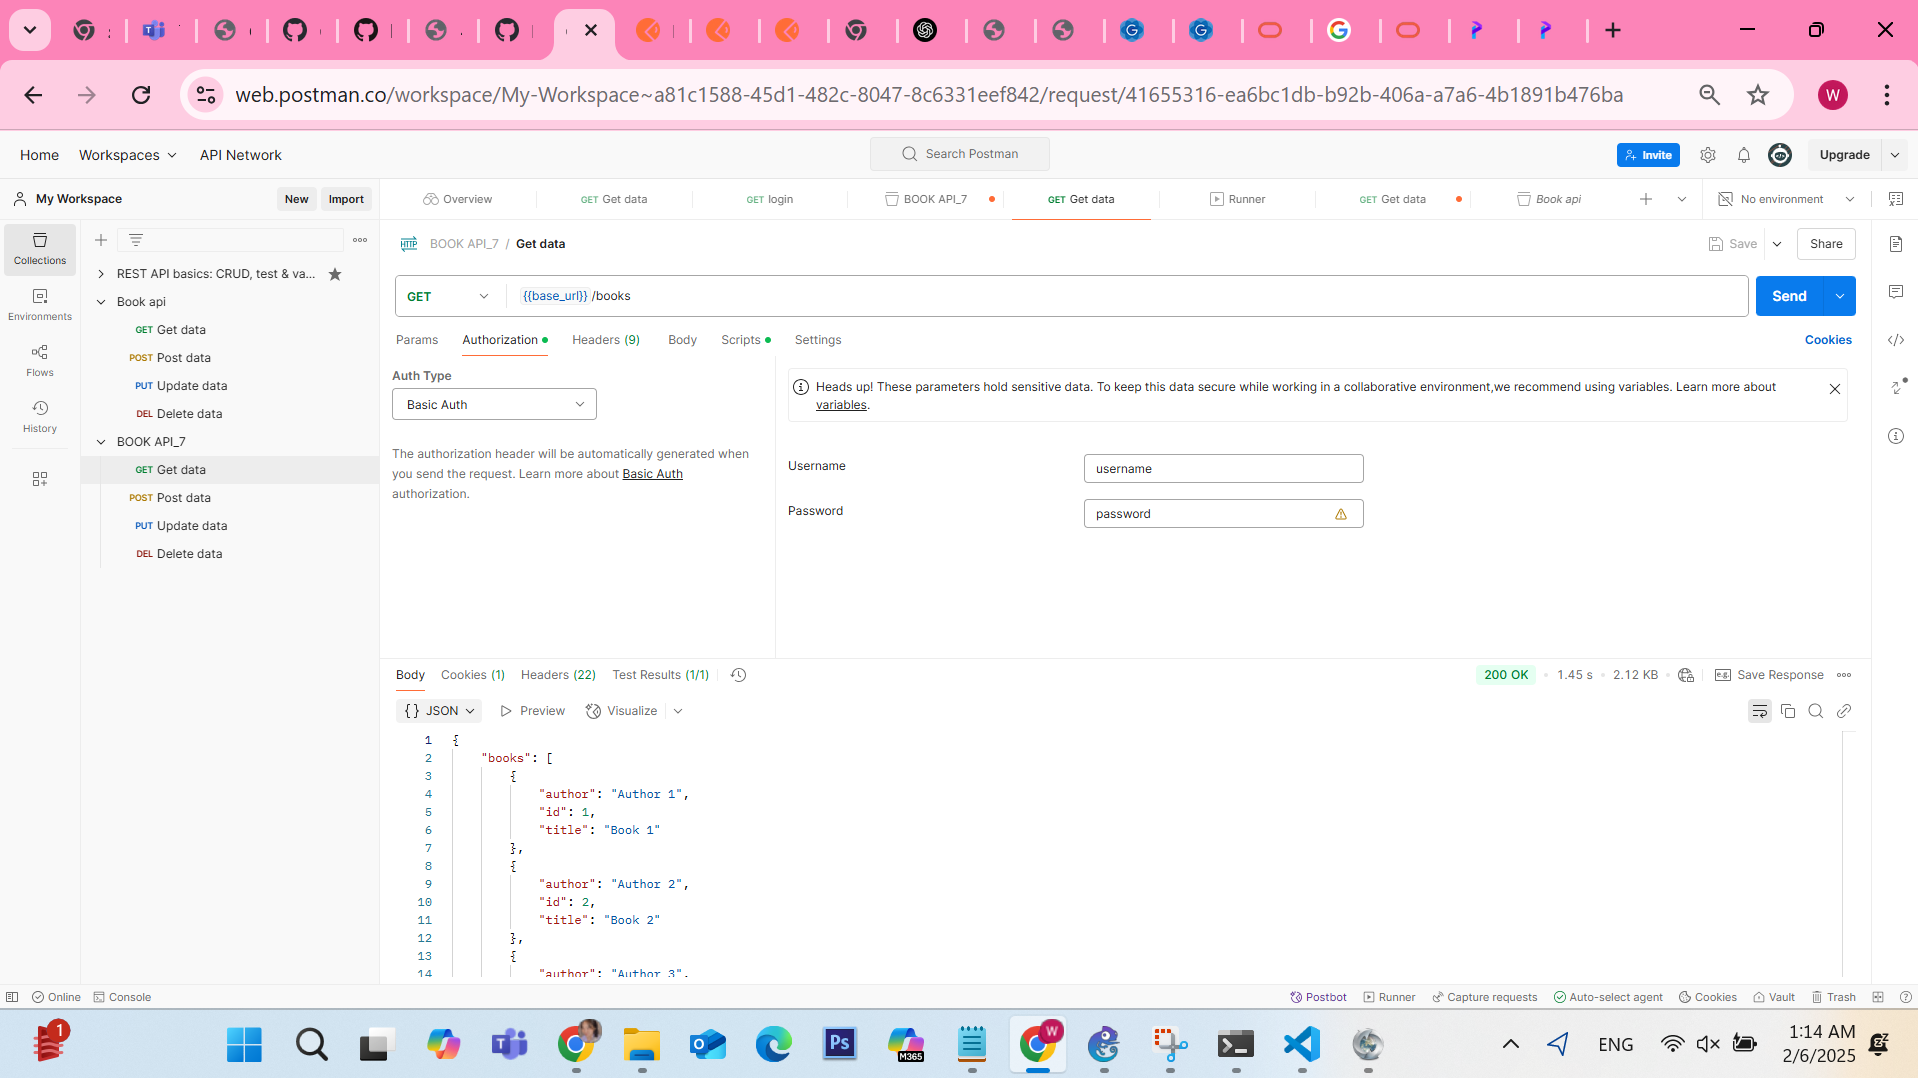 web.postman.co/workspace/My-Workspace~a81c1588-45d1-482c-8047-8c6331eef842/request/41655316-ea6bc1db-b92b-406a-a7a6-4b1891b476ba
W
Home
Workspaces
API Network
Search Postman
Invite
Upgrade
My Workspace
New
Import
Overview
GET Get data
GET login
BOOK API_7
GET Get data
Runner
GET Get data
Book api
No environment
Collections
Environments
Flows
History
REST API basics: CRUD, test & va...
Book api
GET Get data
POST Post data
PUT Update data
DEL Delete data
BOOK API_7
GET Get data
POST Post data
PUT Update data
DEL Delete data
HTTP BOOK API_7 / Get data
Save
Share
GET
{{base_url}} /books
Send
Params
Authorization
Headers (9)
Body
Scripts
Settings
Cookies
Auth Type
Basic Auth
The authorization header will be automatically generated when
you send the request. Learn more about Basic Auth
authorization.
Heads up! These parameters hold sensitive data. To keep this data secure while working in a collaborative environment,we recommend using variables. Learn more about
variables.
Username
username
Password
password
Body
Cookies (1)
Headers (22)
Test Results (1/1)
200 OK
1.45 s
2.12 KB
e.g. Save Response
{} JSON
Preview
Visualize
1 {
2 "books": [
3 {
4 "author": "Author 1",
5 "id": 1,
6 "title": "Book 1"
7 },
8 {
9 "author": "Author 2",
10 "id": 2,
11 "title": "Book 2"
12 },
13 {
14 "author": "Author 3",
Online
Console
Postbot
Runner
Capture requests
Auto-select agent
Cookies
Vault
Trash
1
Ps
M365
W
ENG
1:14 AM
2/6/2025